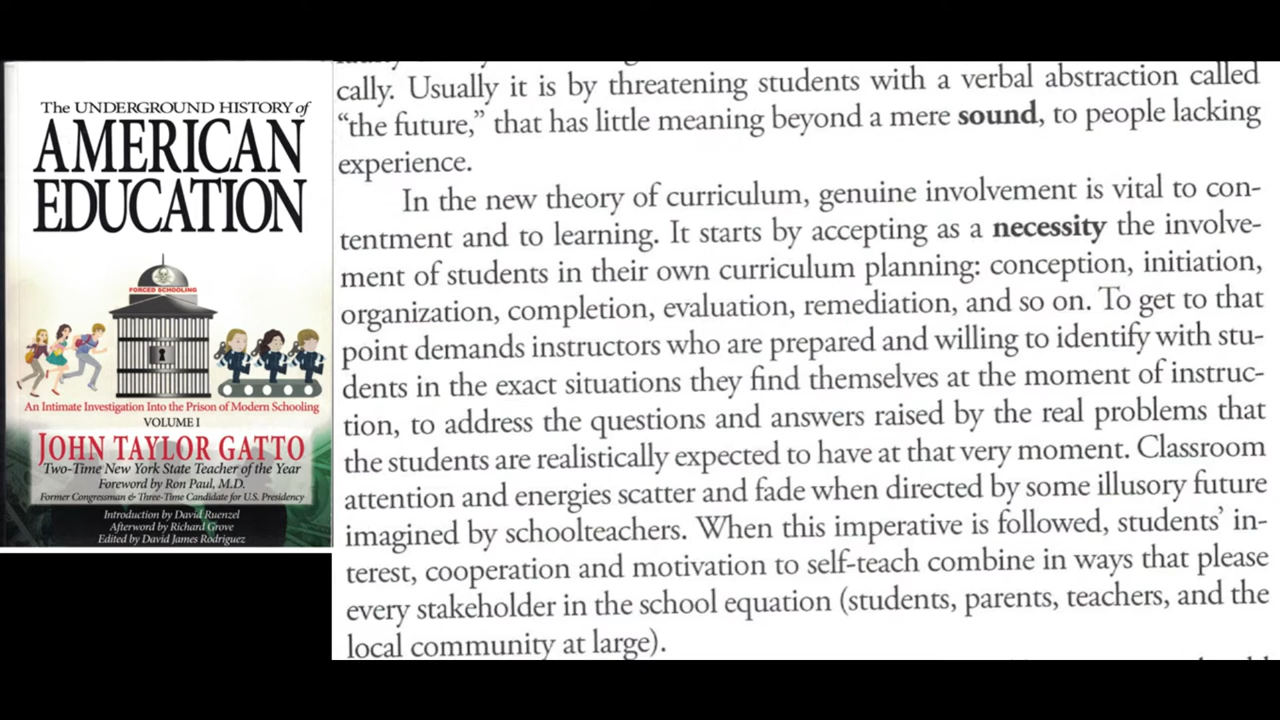 The UNDERGROUND HISTORY of
AMERICAN
EDUCATION
FORCED SCHOOLING
An Intimate Investigation Into the Prison of Modern Schooling
VOLUME I
JOHN TAYLOR GATTO
Two-Time New York State Teacher of the Year
Foreword by Ron Paul, M.D.
Former Congressman & Three-Time Candidate for U.S. Presidency
Introduction by David Ruenzel
Afterword by Richard Grove
Edited by David James Rodriguez
cally. Usually it is by threatening students with a verbal abstraction called
“the future,” that has little meaning beyond a mere sound, to people lacking
experience.
In the new theory of curriculum, genuine involvement is vital to con-
tentment and to learning. It starts by accepting as a necessity the involve-
ment of students in their own curriculum planning: conception, initiation,
organization, completion, evaluation, remediation, and so on. To get to that
point demands instructors who are prepared and willing to identify with stu-
dents in the exact situations they find themselves at the moment of instruc-
tion, to address the questions and answers raised by the real problems that
the students are realistically expected to have at that very moment. Classroom
attention and energies scatter and fade when directed by some illusory future
imagined by schoolteachers. When this imperative is followed, students’ in-
terest, cooperation and motivation to self-teach combine in ways that please
every stakeholder in the school equation (students, parents, teachers, and the
local community at large).